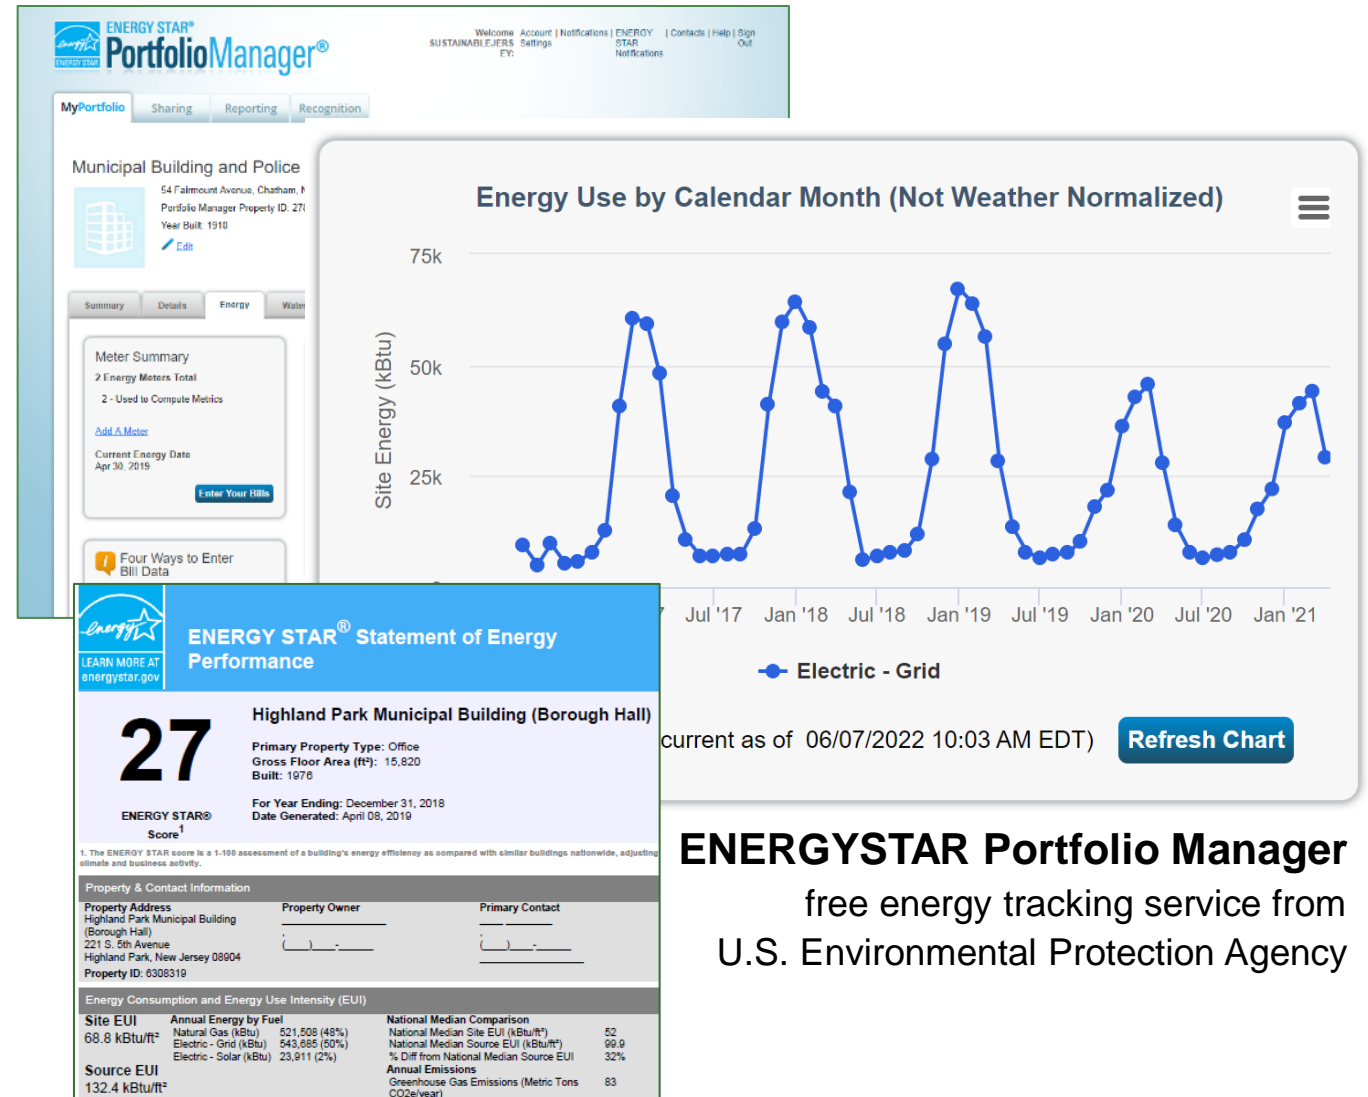 ENERGY STAR®
PortfolioManager®
energy
ENERGY STAR
Welcome SUSTAINABLEJERSEY:
Account Settings | Notifications | ENERGY STAR Notifications | Contacts | Help | Sign Out
MyPortfolio Sharing Reporting Recognition
Municipal Building and Police
54 Fairmount Avenue, Chatham, N
Portfolio Manager Property ID: 278
Year Built: 1910
Edit
Summary Details Energy Water
Meter Summary
2 Energy Meters Total
2 - Used to Compute Metrics
Add A Meter
Current Energy Date
Apr 30, 2019
Enter Your Bills
Four Ways to Enter
Bill Data
Energy Use by Calendar Month (Not Weather Normalized)
Site Energy (kBtu)
75k
50k
25k
Jul '17 Jan '18 Jul '18 Jan '19 Jul '19 Jan '20 Jul '20 Jan '21
Electric - Grid
current as of 06/07/2022 10:03 AM EDT)
Refresh Chart
energy
LEARN MORE AT
energystar.gov
ENERGY STAR® Statement of Energy
Performance
27
ENERGY STAR®
Score1
Highland Park Municipal Building (Borough Hall)
Primary Property Type: Office
Gross Floor Area (ft²): 15,820
Built: 1976
For Year Ending: December 31, 2018
Date Generated: April 08, 2019
1. The ENERGY STAR score is a 1-100 assessment of a building's energy efficiency as compared with similar buildings nationwide, adjusting
climate and business activity.
Property & Contact Information
Property Address
Highland Park Municipal Building
(Borough Hall)
221 S. 5th Avenue
Highland Park, New Jersey 08904
Property ID: 6308319
Property Owner
,
(___)___-______
Primary Contact
,
(___)___-______
Energy Consumption and Energy Use Intensity (EUI)
Site EUI
68.8 kBtu/ft²
Source EUI
132.4 kBtu/ft²
Annual Energy by Fuel
Natural Gas (kBtu) 521,508 (48%)
Electric - Grid (kBtu) 543,685 (50%)
Electric - Solar (kBtu) 23,911 (2%)
National Median Comparison
National Median Site EUI (kBtu/ft²) 52
National Median Source EUI (kBtu/ft²) 99.9
% Diff from National Median Source EUI 32%
Annual Emissions
Greenhouse Gas Emissions (Metric Tons 83
CO2e/year)
ENERGYSTAR Portfolio Manager
free energy tracking service from
U.S. Environmental Protection Agency